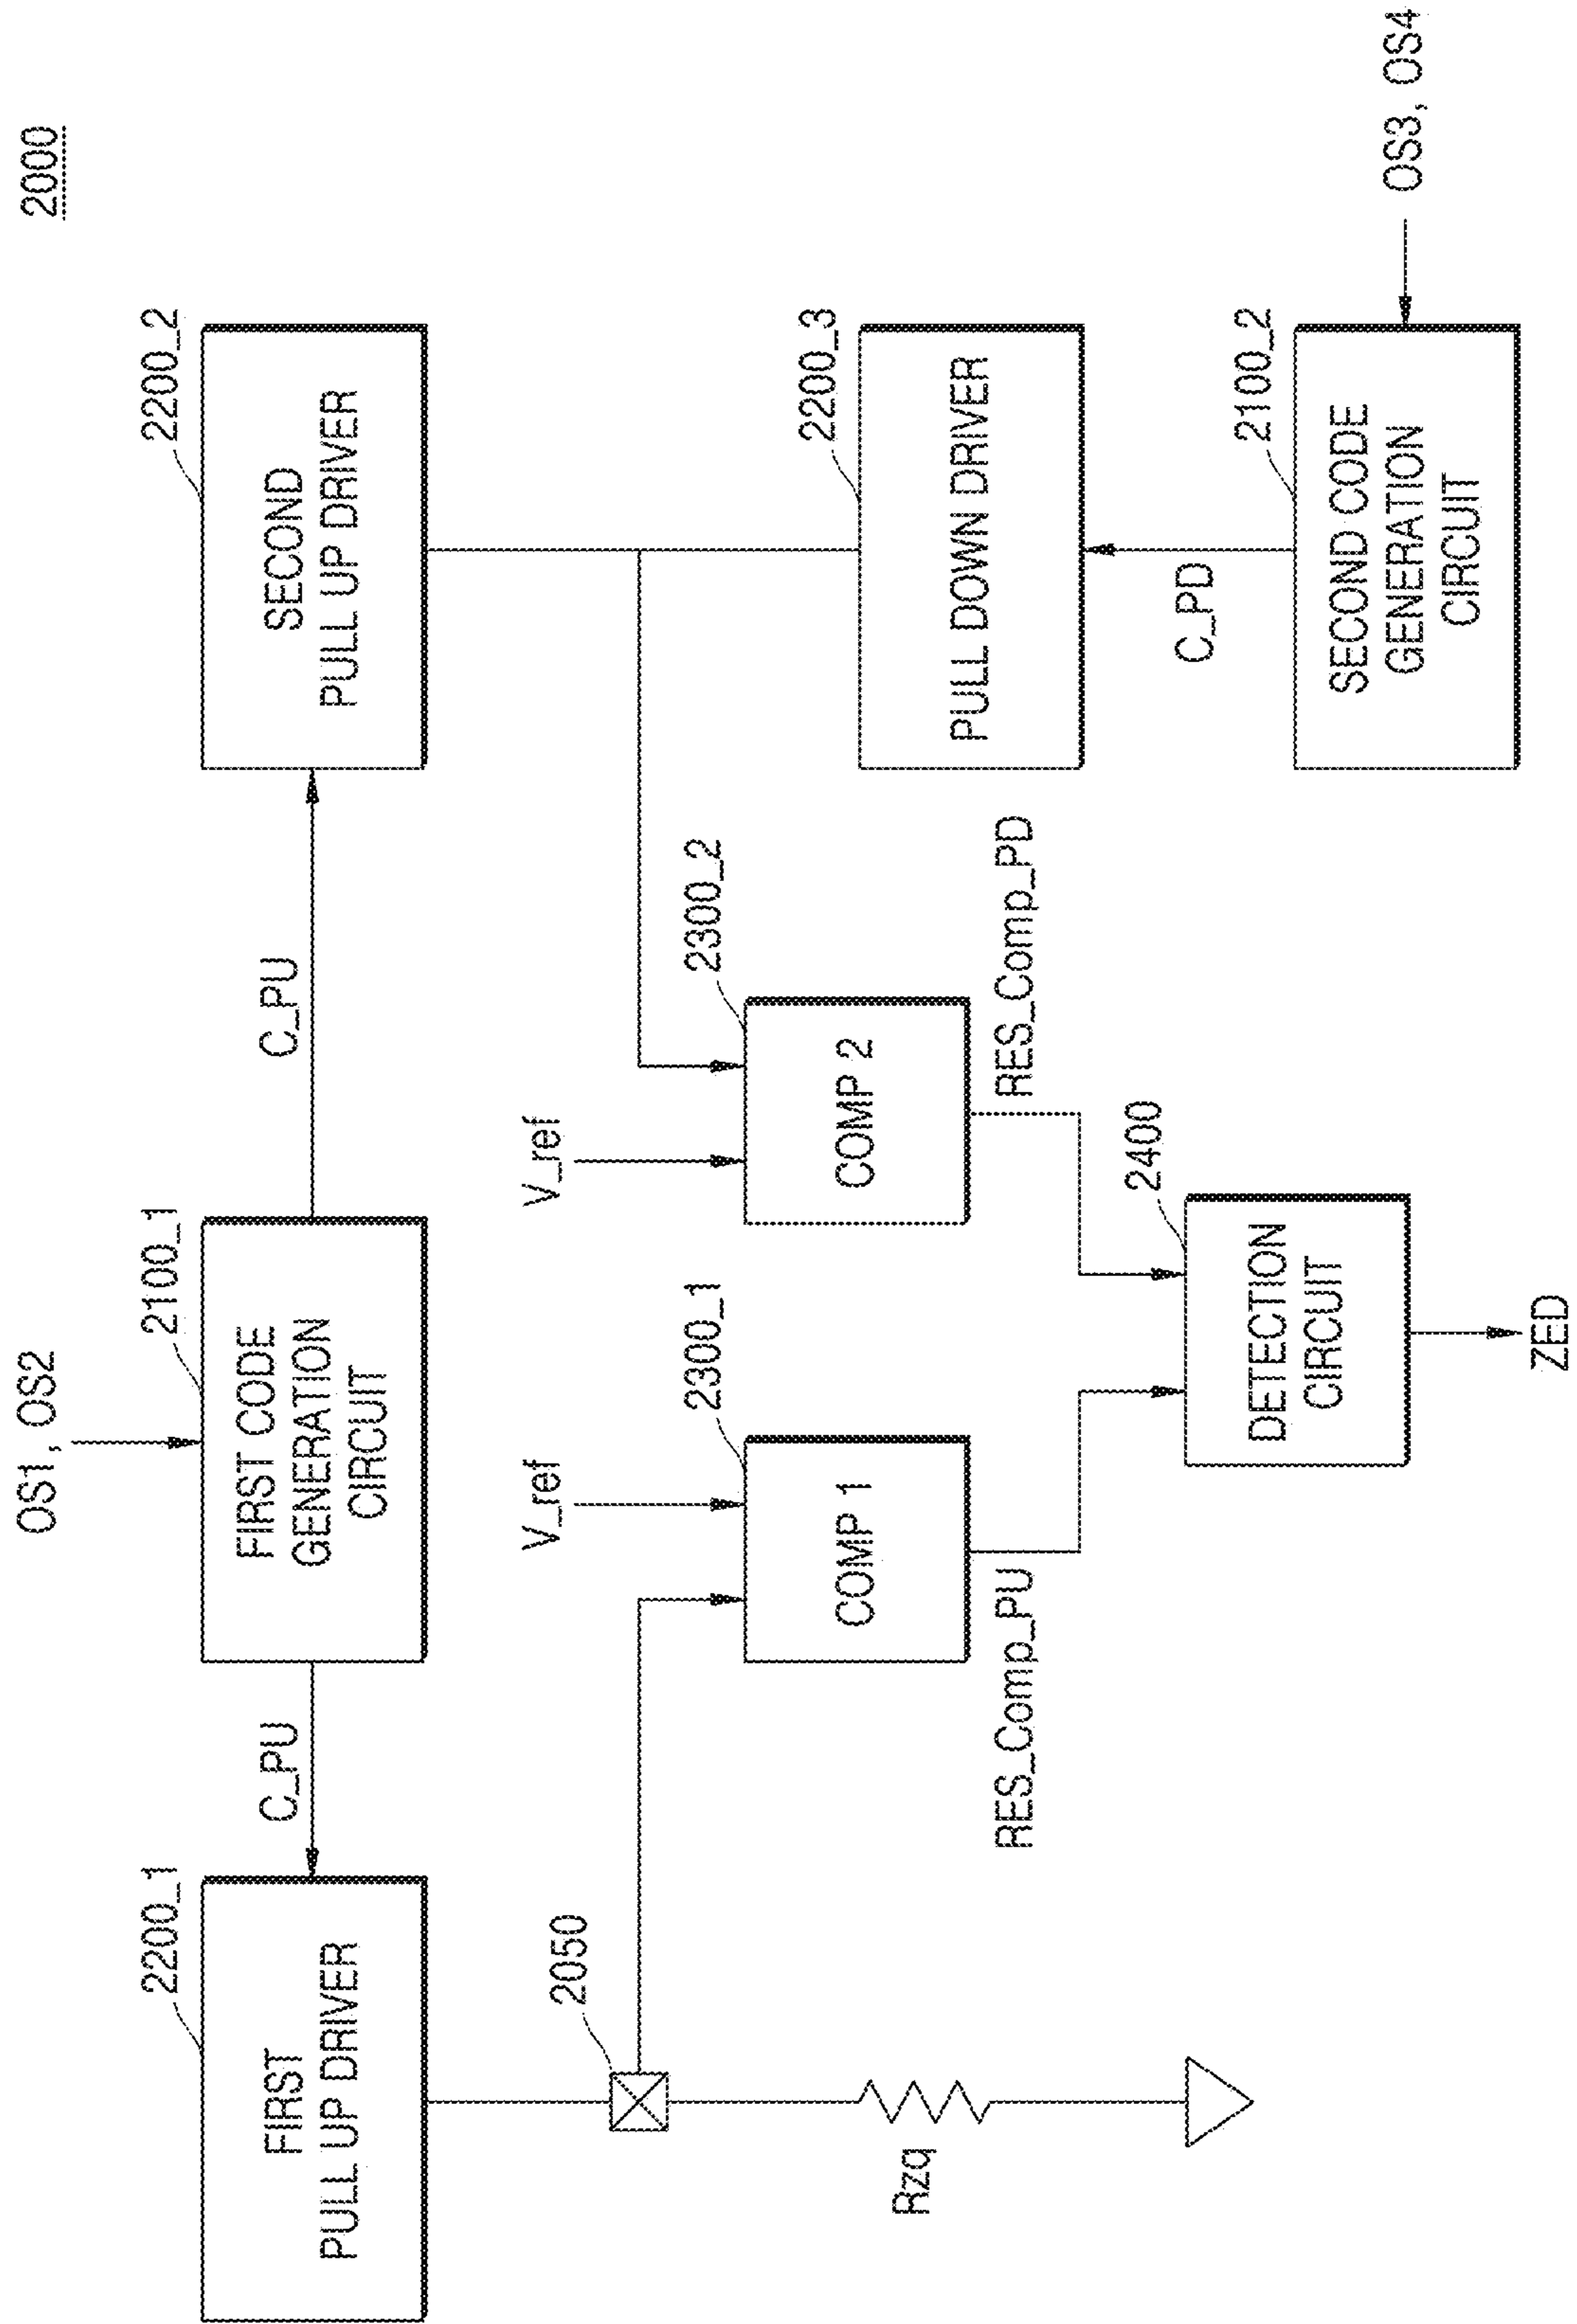 2000
OS1, OS2
2200_1
2100_1
2200_2
FIRST
PULL UP DRIVER
C_PU
FIRST CODE
GENERATION
CIRCUIT
C_PU
SECOND
PULL UP DRIVER
2050
V_ref
V_ref
2300_1
2300_2
COMP 1
COMP 2
2200_3
PULL DOWN DRIVER
Rzq
RES_Comp_PU
RES_Comp_PD
C_PD
2400
DETECTION
CIRCUIT
2100_2
SECOND CODE
GENERATION
CIRCUIT
OS3, OS4
ZED